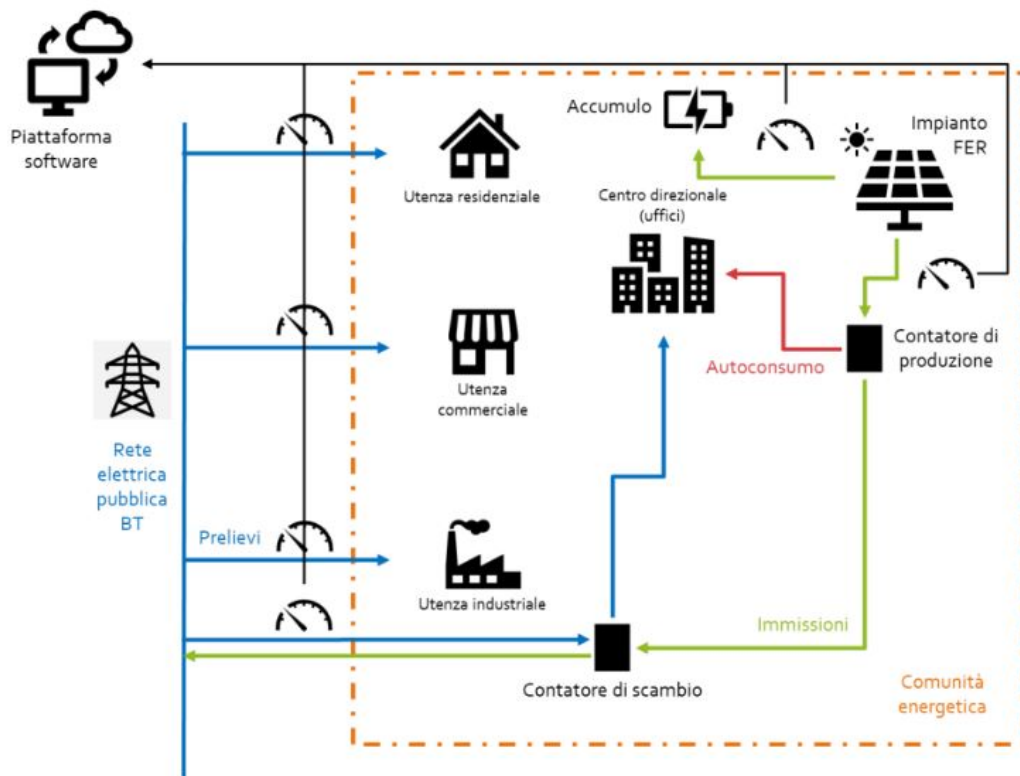 Piattaforma
software
Accumulo
Impianto
FER
Utenza residenziale
Centro direzionale
(uffici)
Contatore di
produzione
Autoconsumo
Utenza
commerciale
Rete
elettrica
pubblica
BT
Prelievi
Utenza industriale
Immissioni
Contatore di scambio
Comunità
energetica